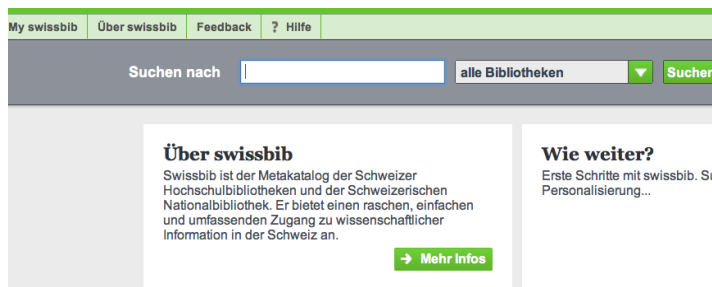 My swissbib Über swissbib Feedback ? Hilfe
Suchen nach alle Bibliotheken Suchen
Über swissbib
Swissbib ist der Metakatalog der Schweizer
Hochschulbibliotheken und der Schweizerischen
Nationalbibliothek. Er bietet einen raschen, einfachen
und umfassenden Zugang zu wissenschaftlicher
Information in der Schweiz an.
Mehr Infos
Wie weiter?
Erste Schritte mit swissbib. Su
Personalisierung...